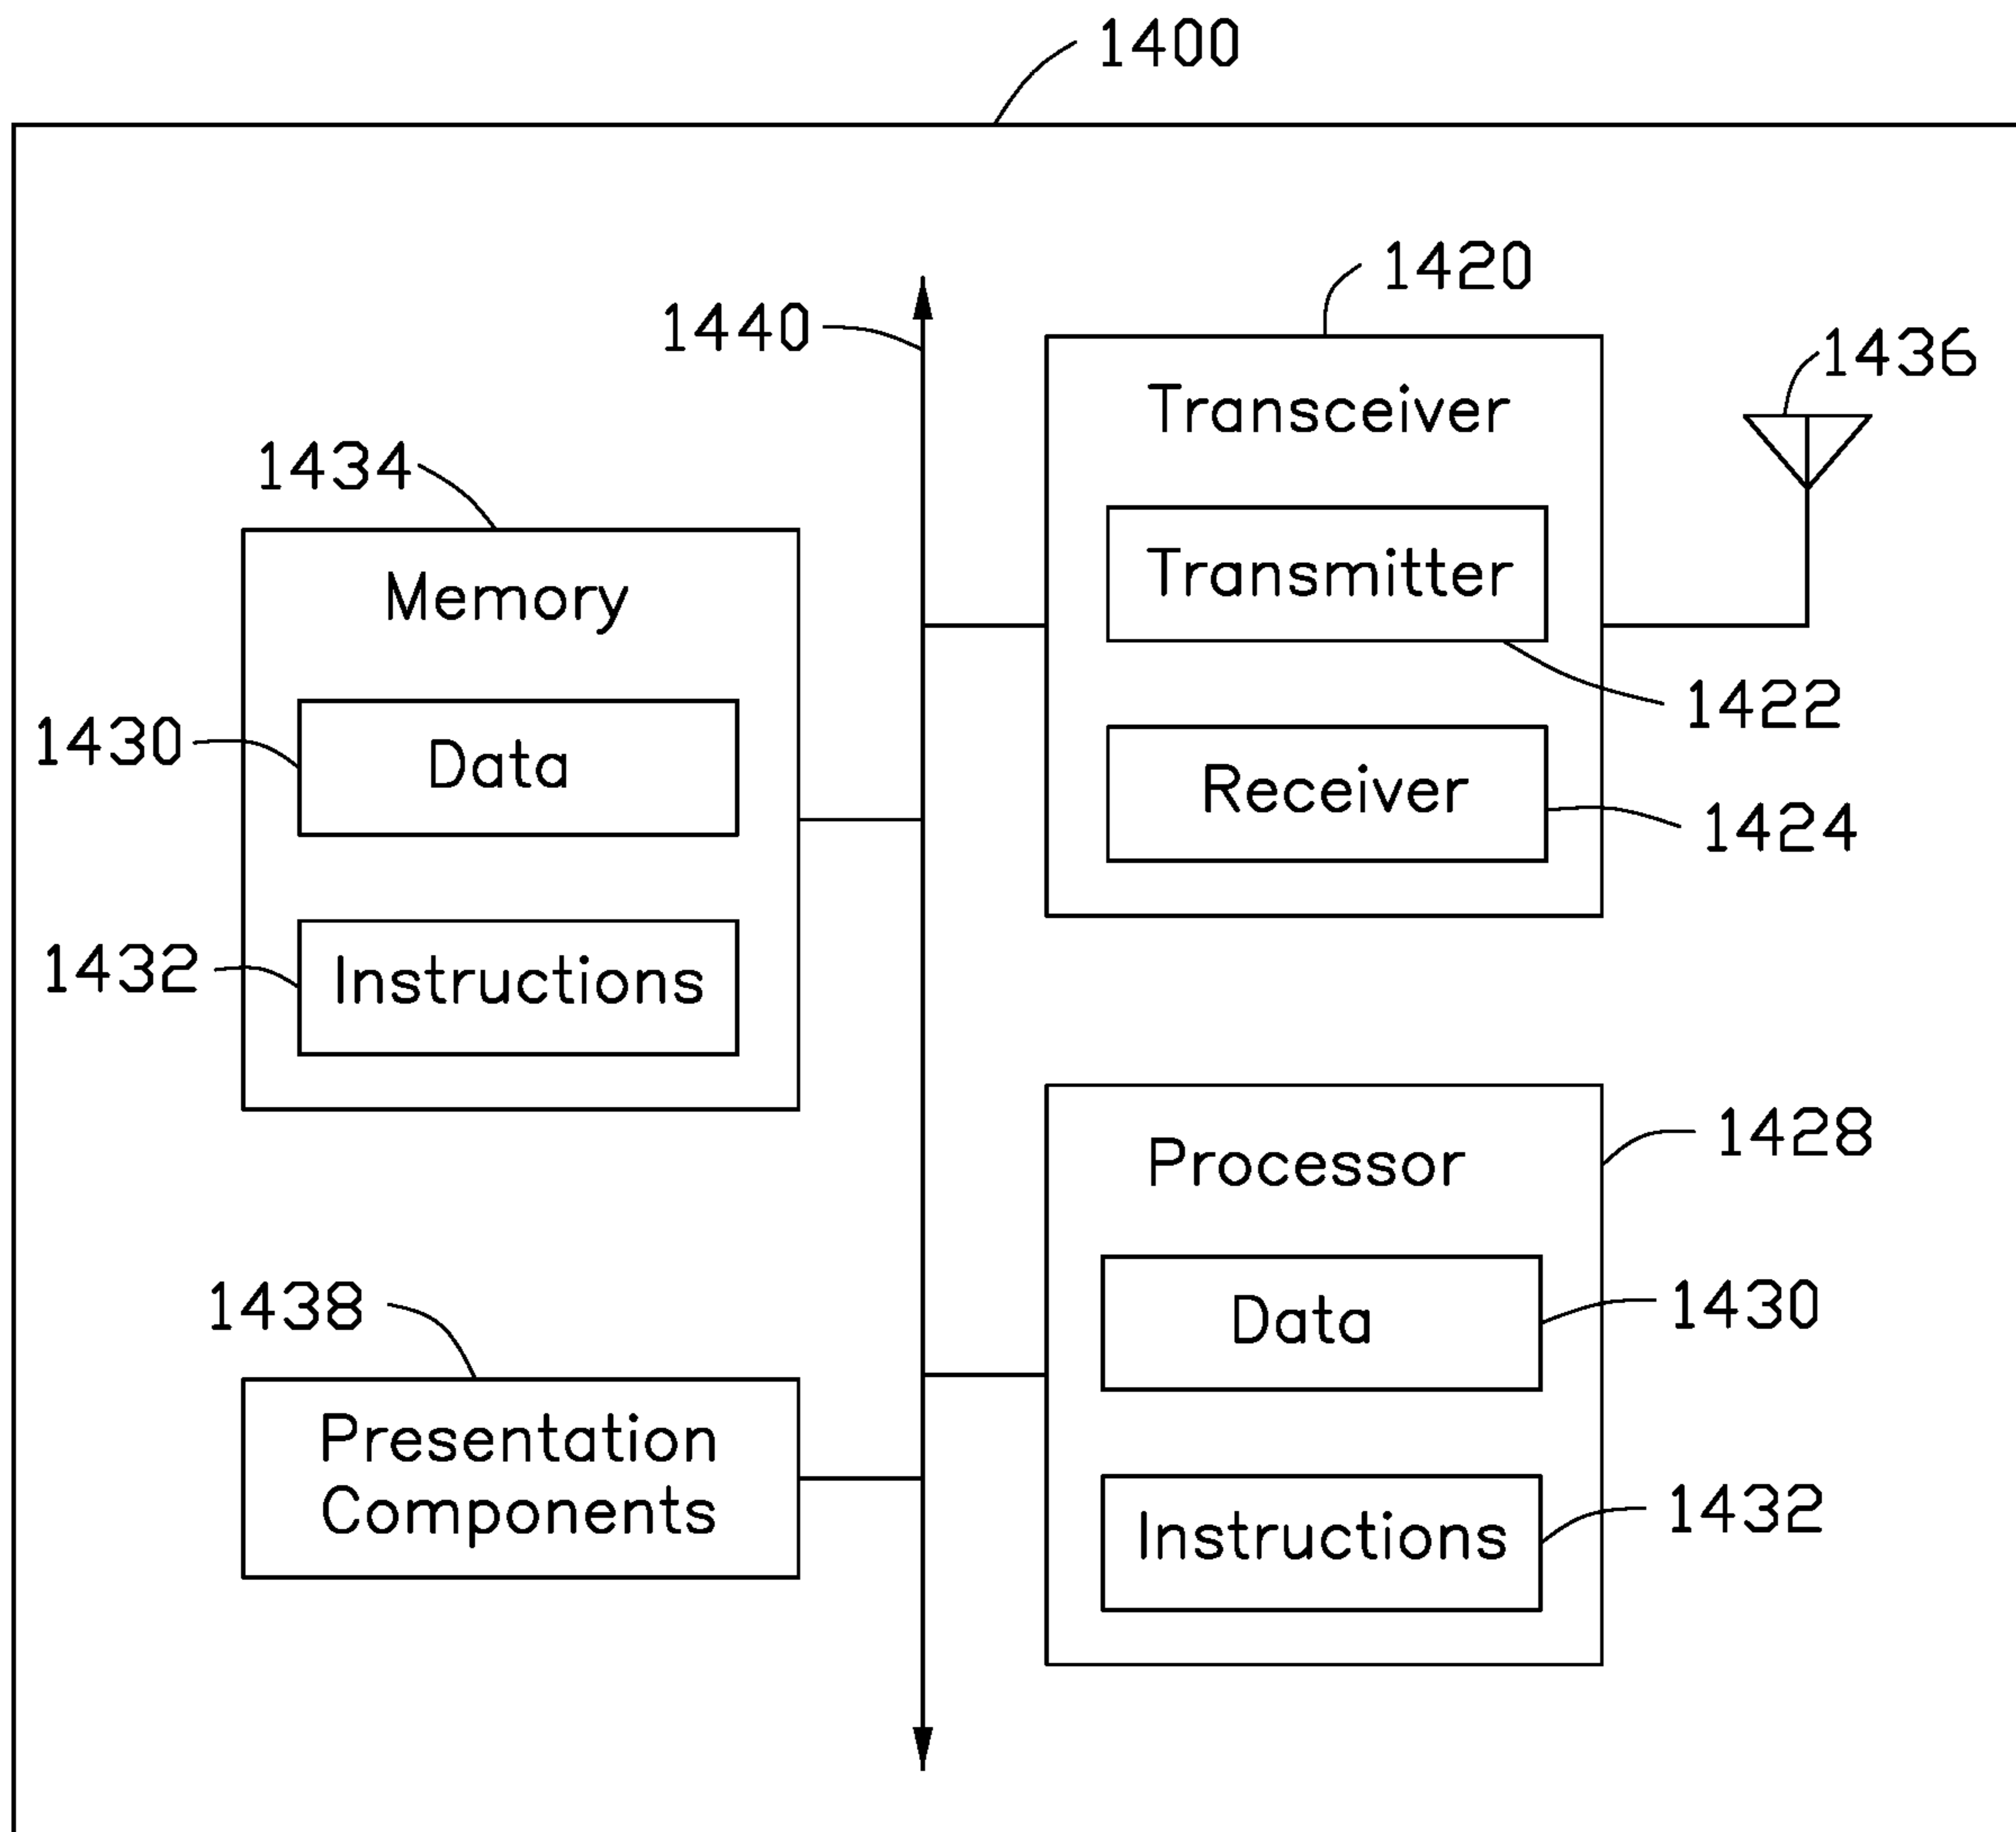 1400
1420
1440
1436
Transceiver
1434
Transmitter
Memory
1422
1430
Data
Receiver
1424
1432
Instructions
1428
Processor
1438
Data
1430
Presentation
Components
1432
Instructions